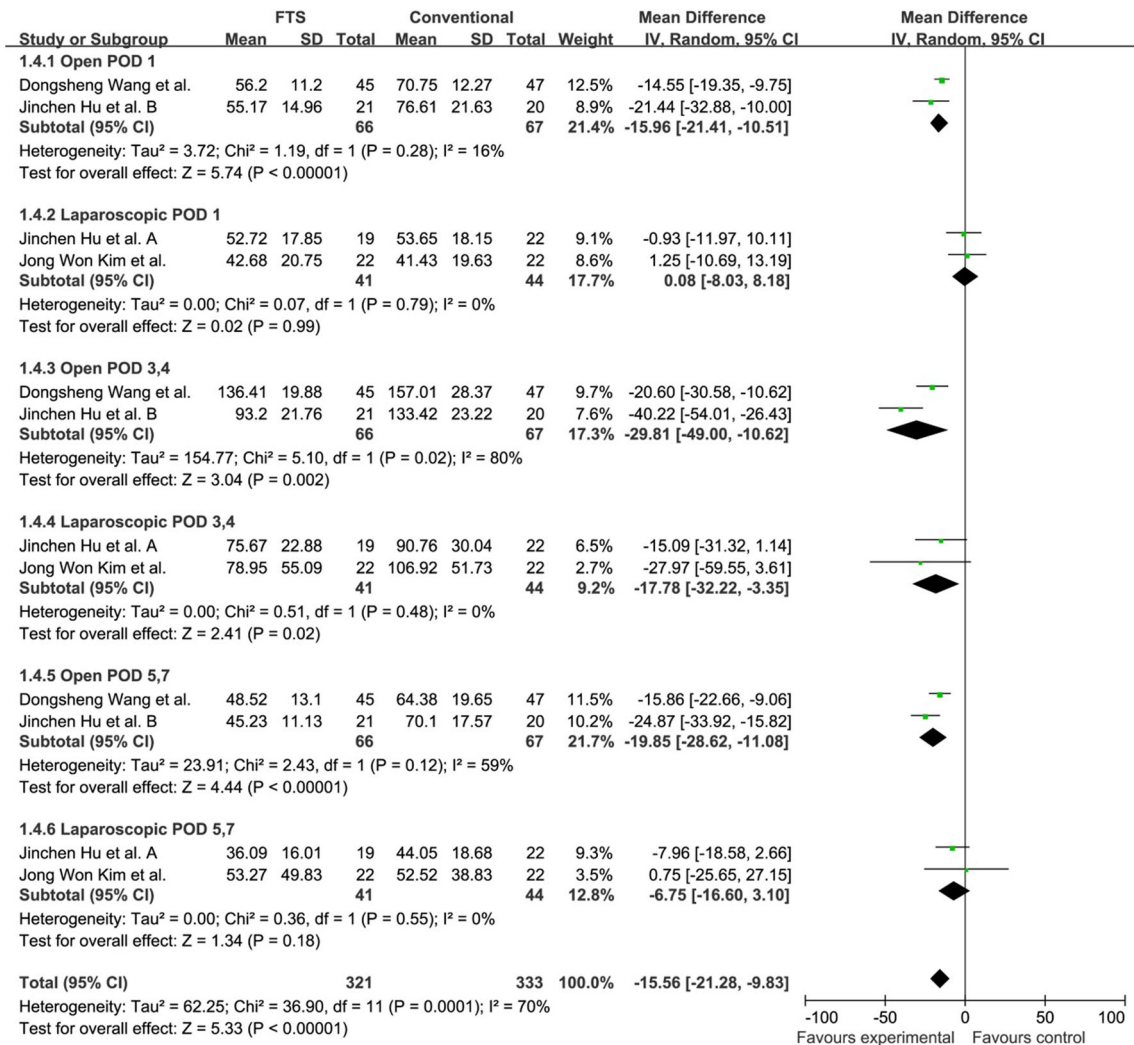 FTS Conventional Mean Difference Mean Difference
Study or Subgroup Mean SD Total Mean SD Total Weight IV, Random, 95% CI IV, Random, 95% CI
1.4.1 Open POD 1
Dongsheng Wang et al. 56.2 11.2 45 70.75 12.27 47 12.5% -14.55 [-19.35, -9.75]
Jinchen Hu et al. B 55.17 14.96 21 76.61 21.63 20 8.9% -21.44 [-32.88, -10.00]
Subtotal (95% CI) 66 67 21.4% -15.96 [-21.41, -10.51]
Heterogeneity: Tau² = 3.72; Chi² = 1.19, df = 1 (P = 0.28); I² = 16%
Test for overall effect: Z = 5.74 (P < 0.00001)
1.4.2 Laparoscopic POD 1
Jinchen Hu et al. A 52.72 17.85 19 53.65 18.15 22 9.1% -0.93 [-11.97, 10.11]
Jong Won Kim et al. 42.68 20.75 22 41.43 19.63 22 8.6% 1.25 [-10.69, 13.19]
Subtotal (95% CI) 41 44 17.7% 0.08 [-8.03, 8.18]
Heterogeneity: Tau² = 0.00; Chi² = 0.07, df = 1 (P = 0.79); I² = 0%
Test for overall effect: Z = 0.02 (P = 0.99)
1.4.3 Open POD 3,4
Dongsheng Wang et al. 136.41 19.88 45 157.01 28.37 47 9.7% -20.60 [-30.58, -10.62]
Jinchen Hu et al. B 93.2 21.76 21 133.42 23.22 20 7.6% -40.22 [-54.01, -26.43]
Subtotal (95% CI) 66 67 17.3% -29.81 [-49.00, -10.62]
Heterogeneity: Tau² = 154.77; Chi² = 5.10, df = 1 (P = 0.02); I² = 80%
Test for overall effect: Z = 3.04 (P = 0.002)
1.4.4 Laparoscopic POD 3,4
Jinchen Hu et al. A 75.67 22.88 19 90.76 30.04 22 6.5% -15.09 [-31.32, 1.14]
Jong Won Kim et al. 78.95 55.09 22 106.92 51.73 22 2.7% -27.97 [-59.55, 3.61]
Subtotal (95% CI) 41 44 9.2% -17.78 [-32.22, -3.35]
Heterogeneity: Tau² = 0.00; Chi² = 0.51, df = 1 (P = 0.48); I² = 0%
Test for overall effect: Z = 2.41 (P = 0.02)
1.4.5 Open POD 5,7
Dongsheng Wang et al. 48.52 13.1 45 64.38 19.65 47 11.5% -15.86 [-22.66, -9.06]
Jinchen Hu et al. B 45.23 11.13 21 70.1 17.57 20 10.2% -24.87 [-33.92, -15.82]
Subtotal (95% CI) 66 67 21.7% -19.85 [-28.62, -11.08]
Heterogeneity: Tau² = 23.91; Chi² = 2.43, df = 1 (P = 0.12); I² = 59%
Test for overall effect: Z = 4.44 (P < 0.00001)
1.4.6 Laparoscopic POD 5,7
Jinchen Hu et al. A 36.09 16.01 19 44.05 18.68 22 9.3% -7.96 [-18.58, 2.66]
Jong Won Kim et al. 53.27 49.83 22 52.52 38.83 22 3.5% 0.75 [-25.65, 27.15]
Subtotal (95% CI) 41 44 12.8% -6.75 [-16.60, 3.10]
Heterogeneity: Tau² = 0.00; Chi² = 0.36, df = 1 (P = 0.55); I² = 0%
Test for overall effect: Z = 1.34 (P = 0.18)
Total (95% CI) 321 333 100.0% -15.56 [-21.28, -9.83]
Heterogeneity: Tau² = 62.25; Chi² = 36.90, df = 11 (P = 0.0001); I² = 70%
Test for overall effect: Z = 5.33 (P < 0.00001)
-100 -50 0 50 100
Favours experimental Favours control